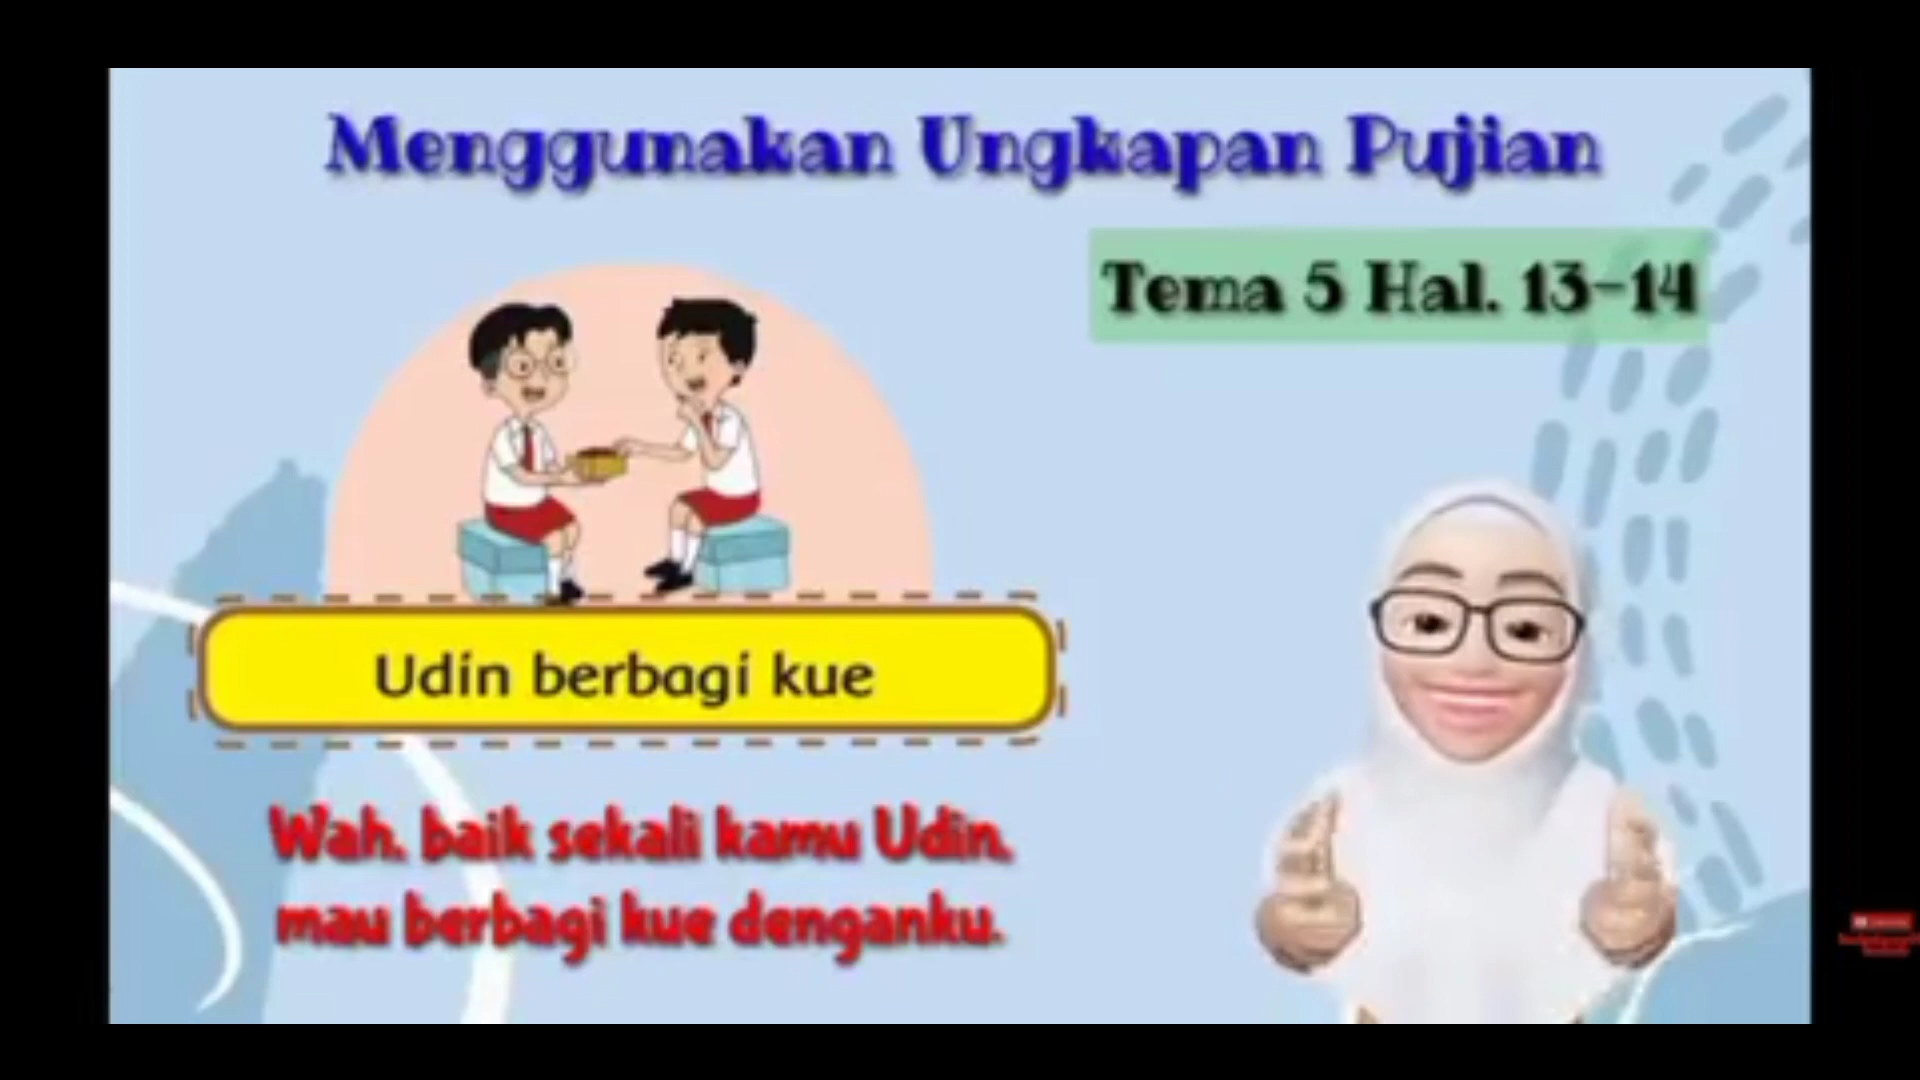 Menggunakan Ungkapan Pujian
Tema 5 Hal. 13-14
Udin berbagi kue
Wah, baik sekali kamu Udin,
mau berbagi kue denganku.